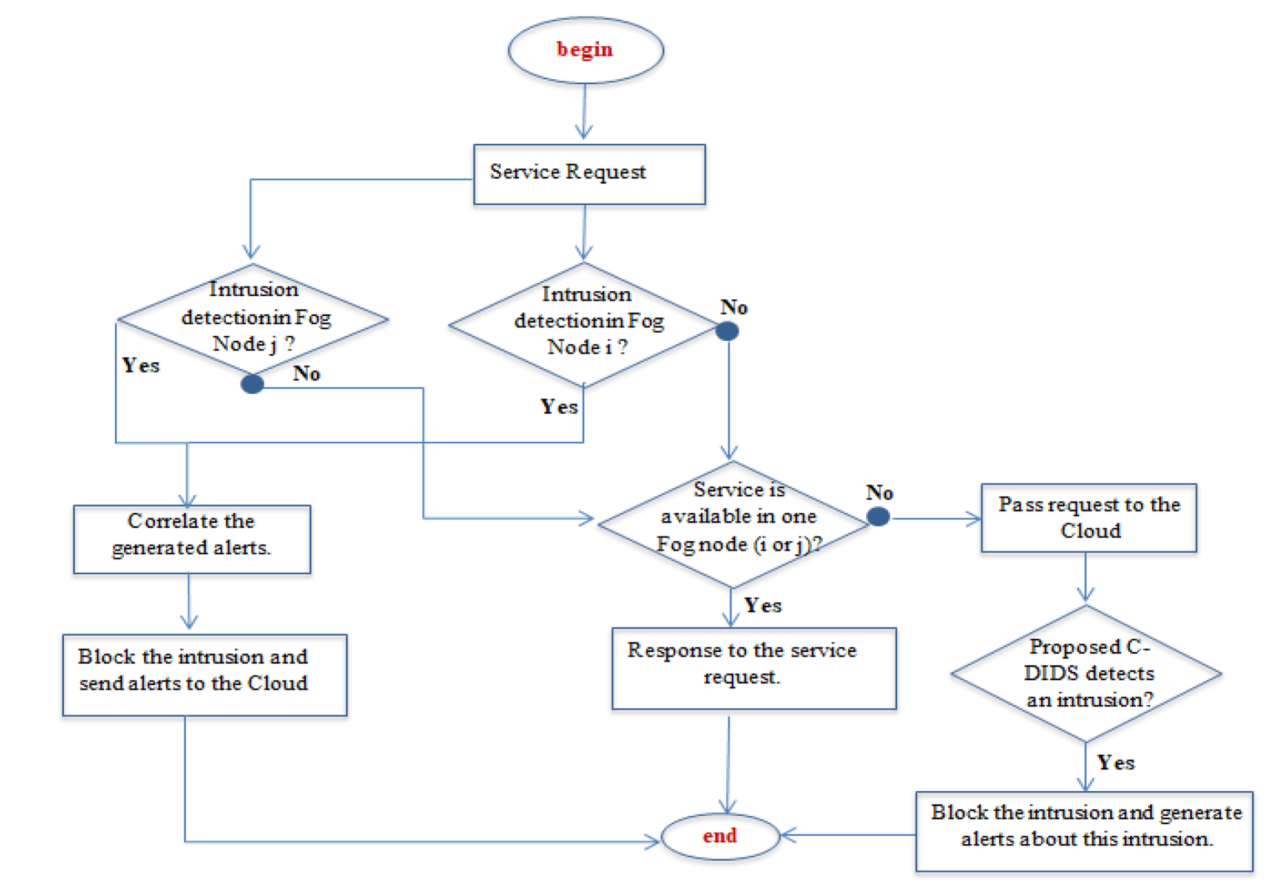 begin
Service Request
Intrusion
detectionin Fog
Node j ?
Yes
No
Intrusion
detectionin Fog
Node i ?
No
Yes
Correlate the
generated alerts.
Block the intrusion and
send alerts to the Cloud
Service is
available in one
Fog node (i or j)?
No
Yes
Pass request to the
Cloud
Response to the service
request.
Proposed C-
DIDS detects
an intrusion?
Yes
Block the intrusion and generate
alerts about this intrusion.
end